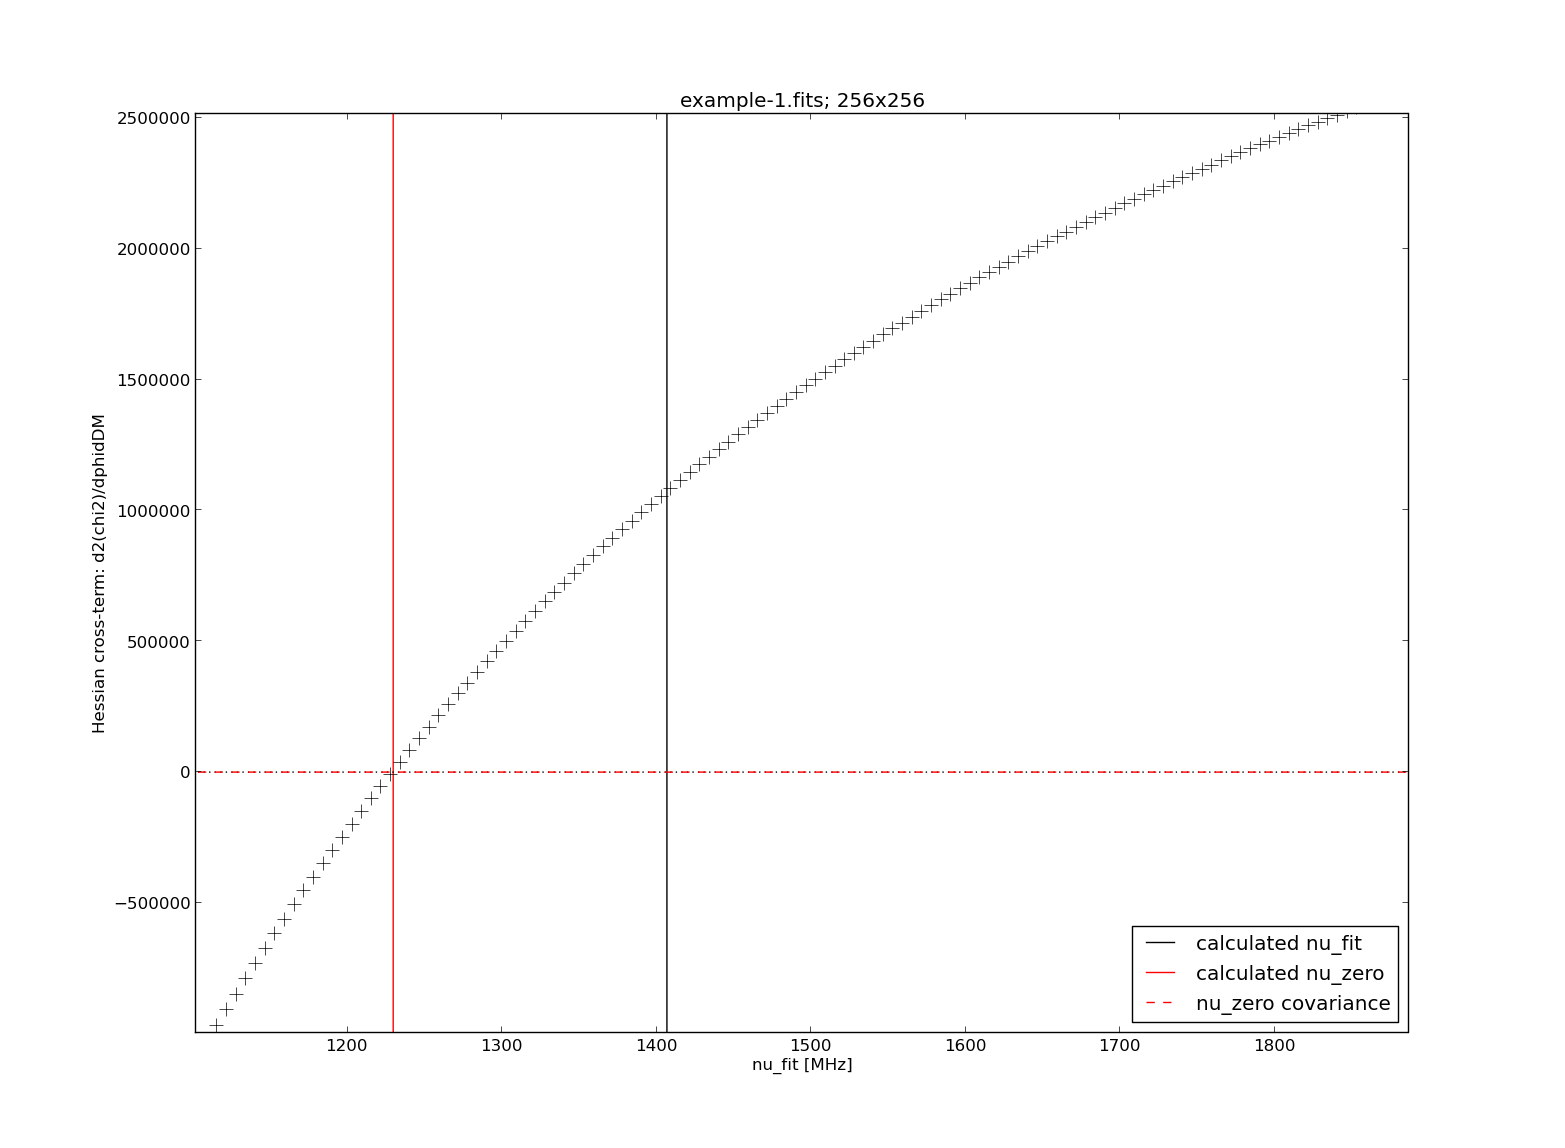 example-1.fits; 256x256
2500000
2000000
1500000
1000000
500000
0
−500000
Hessian cross-term: d2(chi2)/dphidDM
calculated nu_fit
calculated nu_zero
nu_zero covariance
1200 1300 1400 1500 1600 1700 1800
nu_fit [MHz]